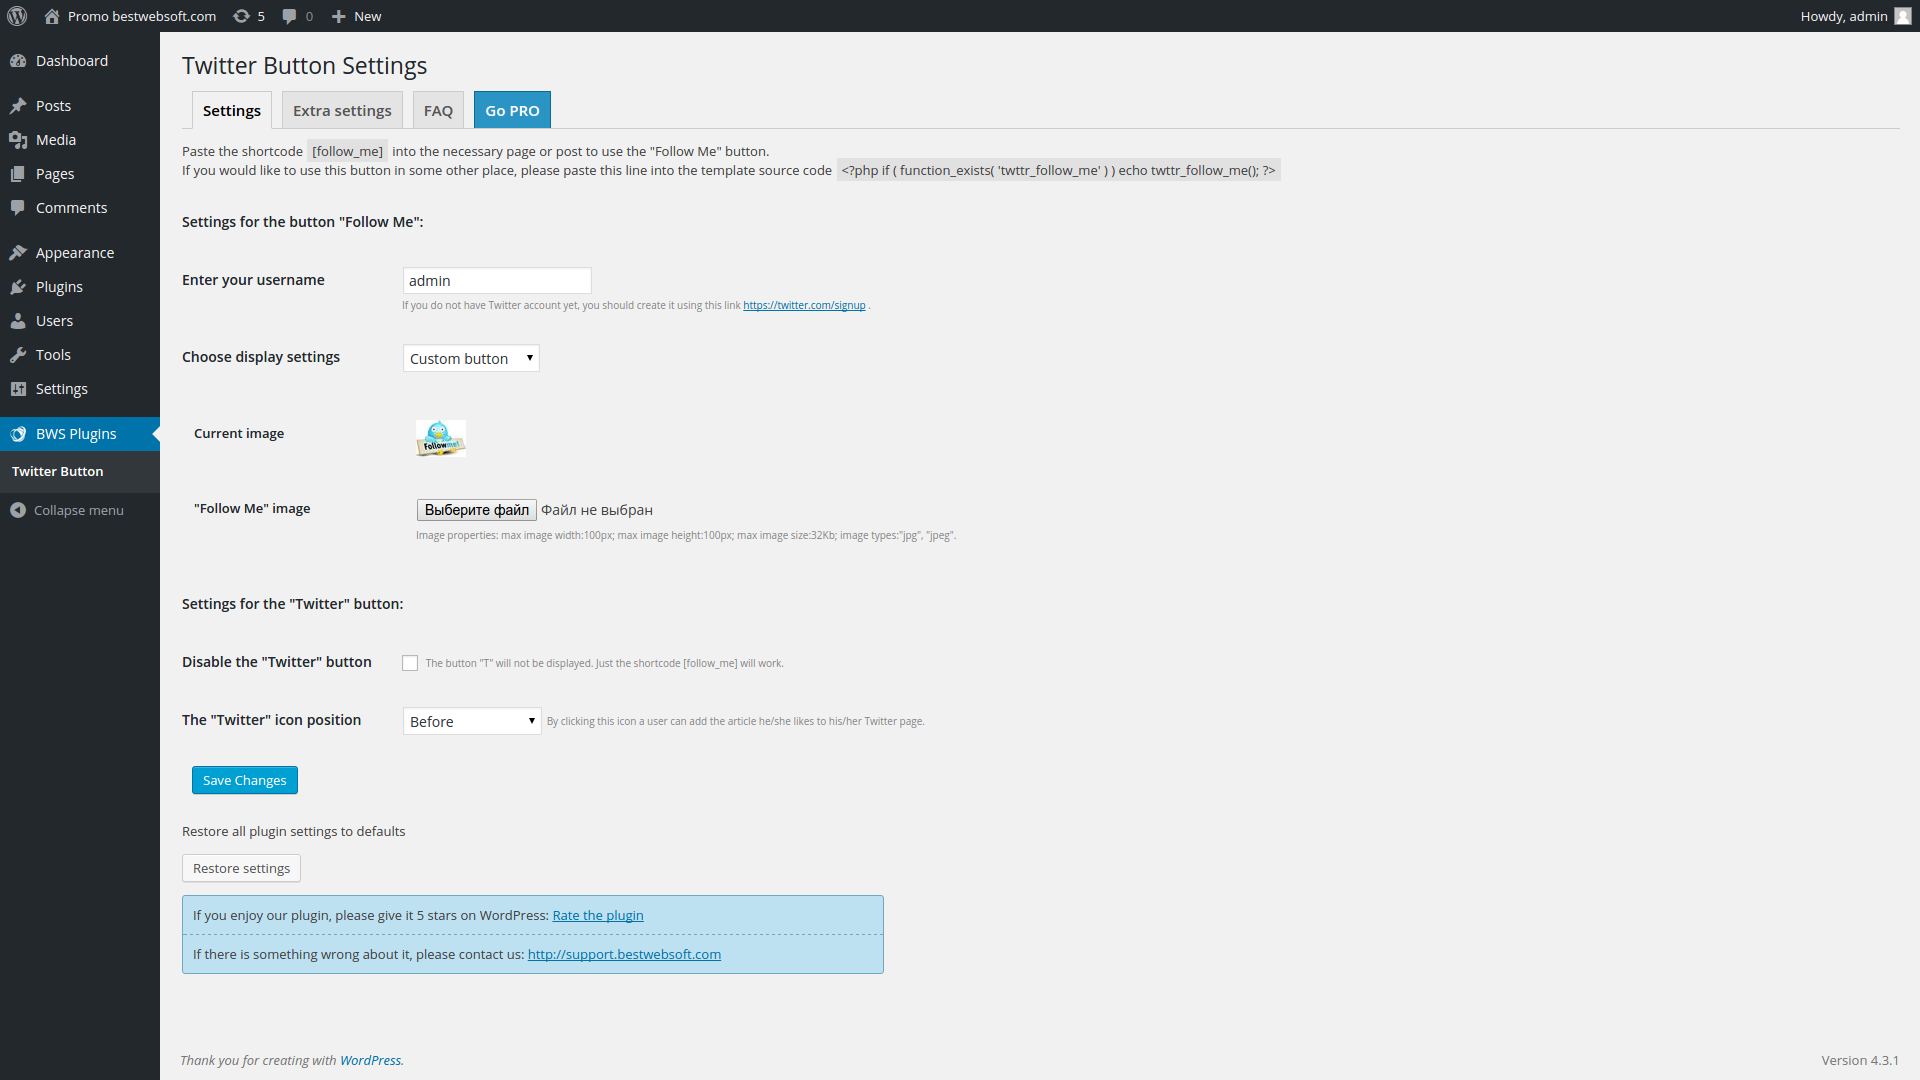 Promo bestwebsoft.com 5 0 New Howdy, admin
Dashboard
Posts
Media
Pages
Comments
Appearance
Plugins
Users
Tools
Settings
BWS Plugins
Twitter Button
Collapse menu
Twitter Button Settings
Settings Extra settings FAQ Go PRO
Paste the shortcode [follow_me] into the necessary page or post to use the "Follow Me" button.
If you would like to use this button in some other place, please paste this line into the template source code <?php if ( function_exists( 'twttr_follow_me' ) ) echo twttr_follow_me(); ?>
Settings for the button "Follow Me":
Enter your username admin
If you do not have Twitter account yet, you should create it using this link https://twitter.com/signup .
Choose display settings Custom button
Current image Follow me!
"Follow Me" image Выберите файл Файл не выбран
Image properties: max image width:100px; max image height:100px; max image size:32Kb; image types:"jpg", "jpeg".
Settings for the "Twitter" button:
Disable the "Twitter" button The button "T" will not be displayed. Just the shortcode [follow_me] will work.
The "Twitter" icon position Before By clicking this icon a user can add the article he/she likes to his/her Twitter page.
Save Changes
Restore all plugin settings to defaults
Restore settings
If you enjoy our plugin, please give it 5 stars on WordPress: Rate the plugin
If there is something wrong about it, please contact us: http://support.bestwebsoft.com
Thank you for creating with WordPress. Version 4.3.1